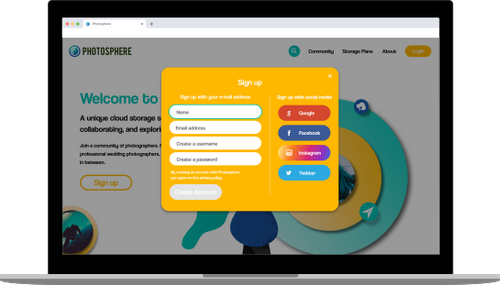 Photosphere
PHOTOSPHERE
Community
Storage Plans
About
Login
Welcome to
A unique cloud storage s
collaborating, and explori
Join a community of photographers,
professional wedding photographers,
in between.
Sign up
Sign up
×
Sign up with your e-mail address
Name
Email address
Create a username
Create a password
By creating an account with Photosphere,
you agree to the privacy policy
Create Account
Sign up with social media
Google
Facebook
Instagram
Twitter